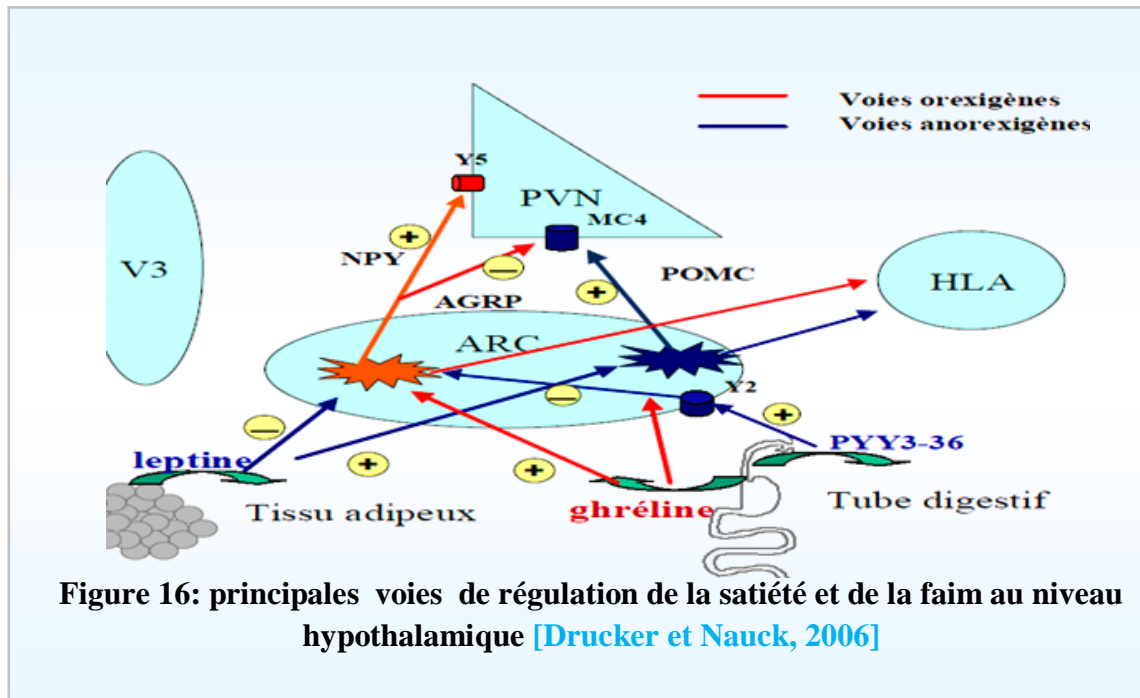 Voies orexigènes
Voies anorexigènes
Y5
PVN
MC4
V3
+
NPY
–
POMC
HLA
+
AGRP
ARC
–
Y2
–
+
leptine
+
+
PYY3-36
Tissu adipeux
ghréline
Tube digestif
Figure 16: principales voies de régulation de la satiété et de la faim au niveau
hypothalamique [Drucker et Nauck, 2006]